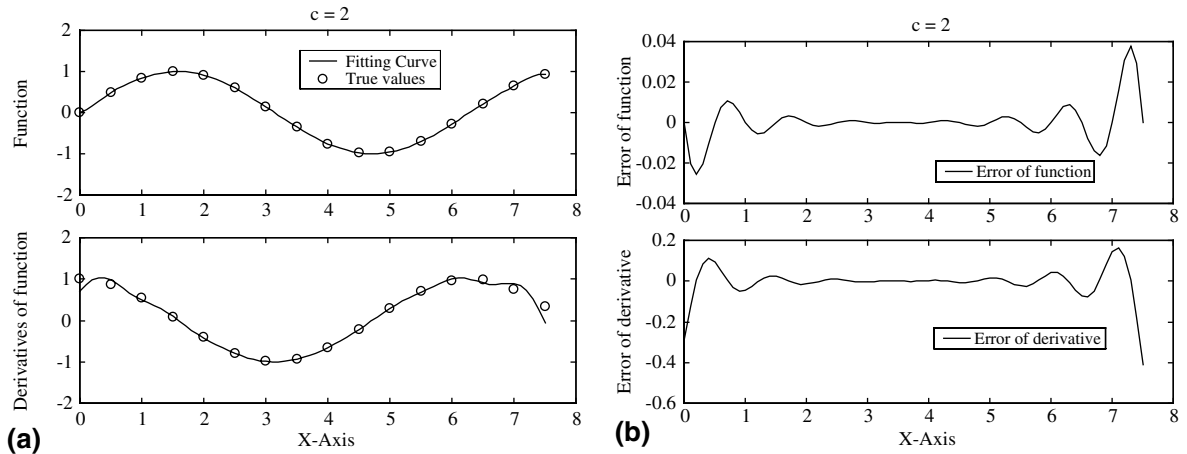 c = 2
2
1
0
-1
-2
Function
Fitting Curve
True values
0 1 2 3 4 5 6 7 8
2
1
0
-1
-2
Derivatives of function
0 1 2 3 4 5 6 7 8
X-Axis
(a)
c = 2
0.04
0.02
0
-0.02
-0.04
Error of function
Error of function
0 1 2 3 4 5 6 7 8
0.2
0
-0.2
-0.4
-0.6
Error of derivative
Error of derivative
0 1 2 3 4 5 6 7 8
X-Axis
(b)